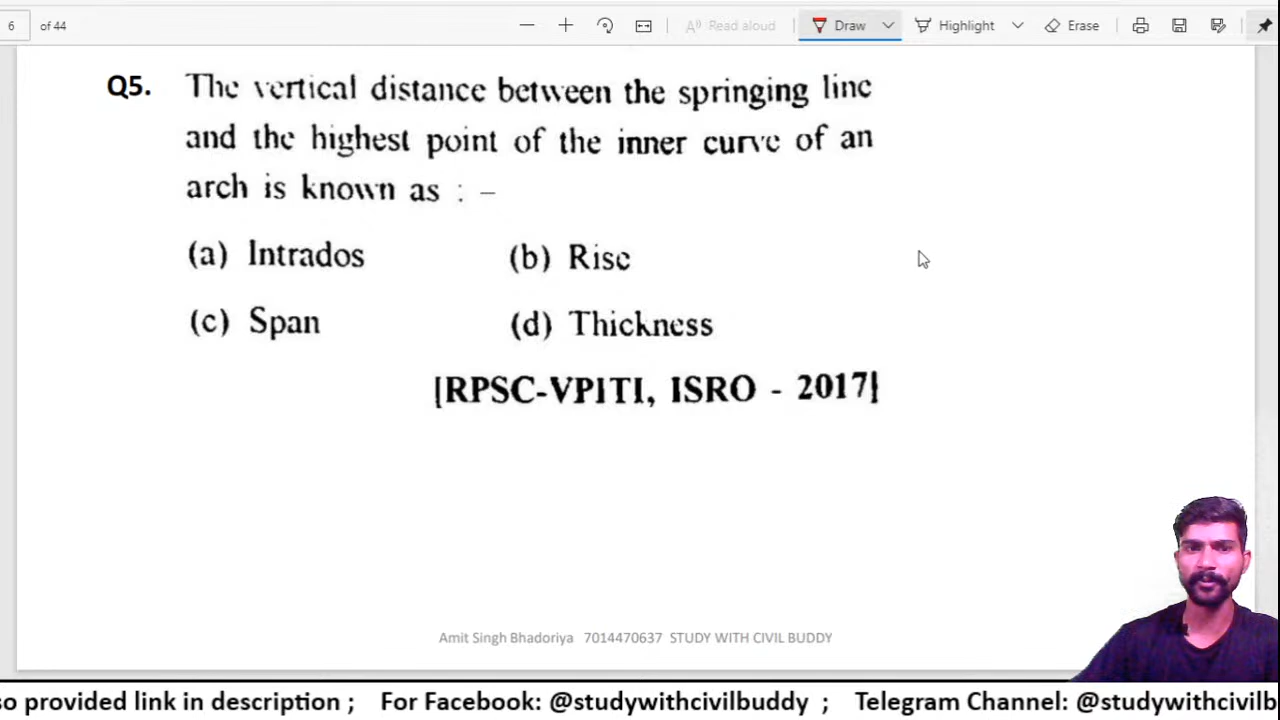 6 of 44 Read aloud Draw Highlight Erase
Q5. The vertical distance between the springing line
and the highest point of the inner curve of an
arch is known as : –
(a) Intrados (b) Rise
(c) Span (d) Thickness
[RPSC-VPITI, ISRO - 2017]
Amit Singh Bhadoriya 7014470637 STUDY WITH CIVIL BUDDY
so provided link in description ; For Facebook: @studywithcivilbuddy ; Telegram Channel: @studywithcivilb